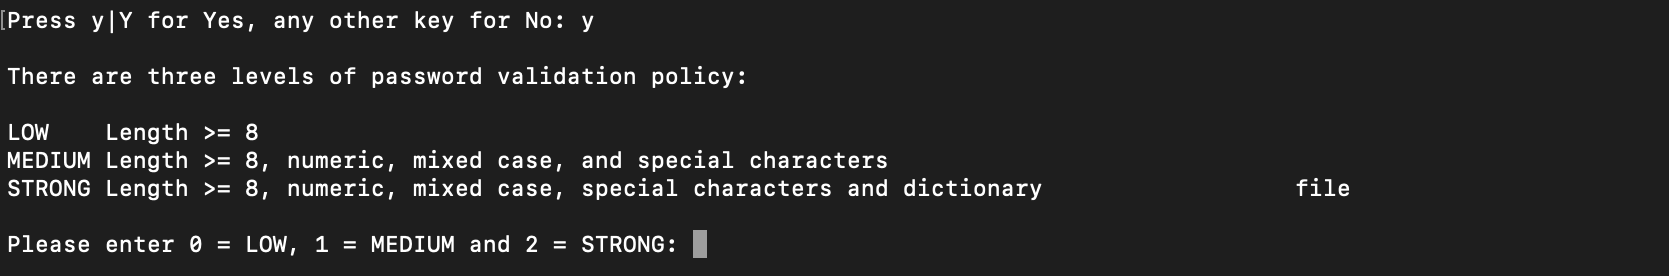 [Press y|Y for Yes, any other key for No: y
There are three levels of password validation policy:
LOW    Length >= 8
MEDIUM Length >= 8, numeric, mixed case, and special characters
STRONG Length >= 8, numeric, mixed case, special characters and dictionary                  file
Please enter 0 = LOW, 1 = MEDIUM and 2 = STRONG: